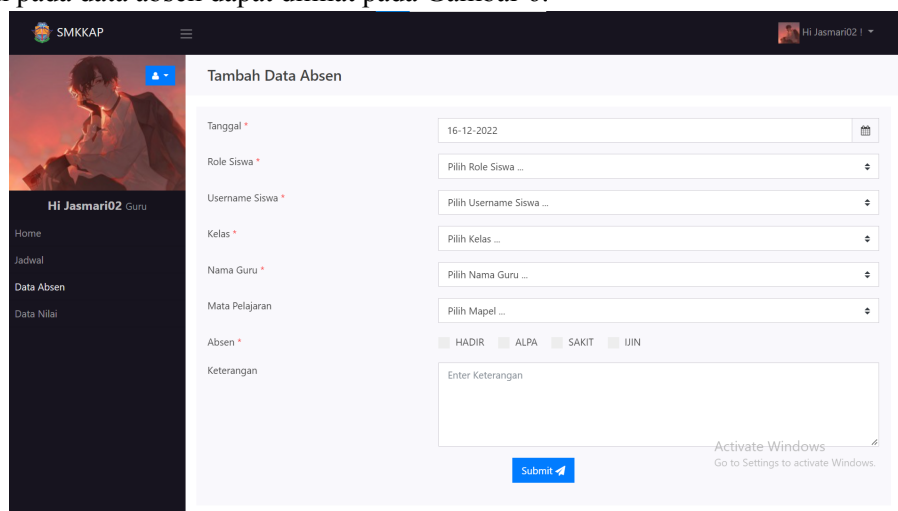 pada data absen dapat dilihat pada Gambar 6.
SMKKAP
Hi Jasmari02 !
Tambah Data Absen
Tanggal *
16-12-2022
Role Siswa *
Pilih Role Siswa ...
Username Siswa *
Pilih Username Siswa ...
Hi Jasmari02 Guru
Home
Jadwal
Data Absen
Data Nilai
Kelas *
Pilih Kelas ...
Nama Guru *
Pilih Nama Guru ...
Mata Pelajaran
Pilih Mapel ...
Absen *
HADIR ALPA SAKIT IJIN
Keterangan
Enter Keterangan
Activate Windows
Go to Settings to activate Windows.
Submit